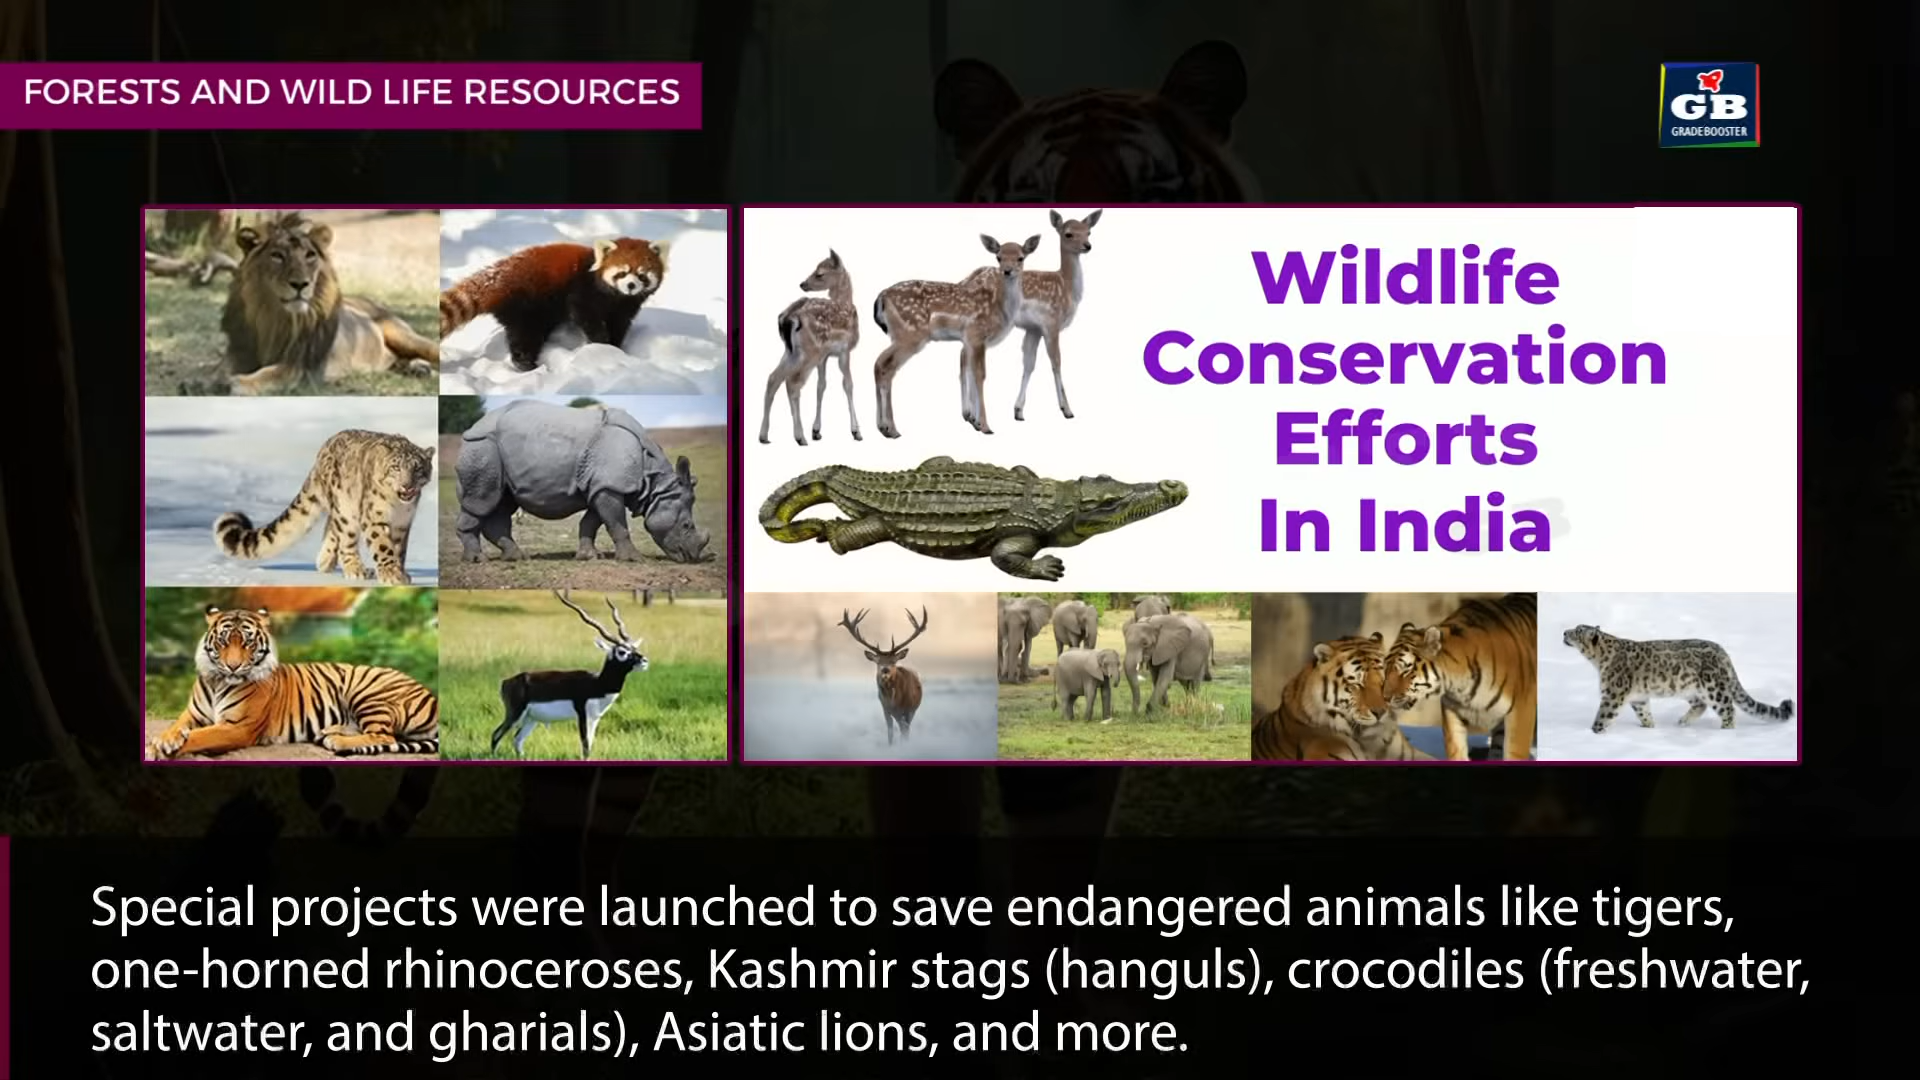 FORESTS AND WILD LIFE RESOURCES
GB
GRADEBOOSTER
Wildlife
Conservation
Efforts
In India
Special projects were launched to save endangered animals like tigers,
one-horned rhinoceroses, Kashmir stags (hanguls), crocodiles (freshwater,
saltwater, and gharials), Asiatic lions, and more.